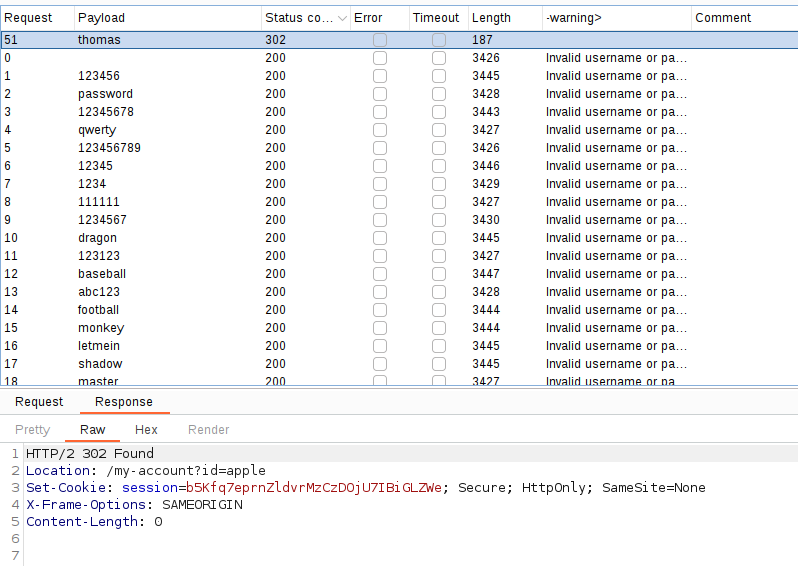 Request Payload Status co... Error Timeout Length -warning> Comment
51 thomas 302 187
0 200 3426 Invalid username or pa...
1 123456 200 3445 Invalid username or pa...
2 password 200 3428 Invalid username or pa...
3 12345678 200 3443 Invalid username or pa...
4 qwerty 200 3427 Invalid username or pa...
5 123456789 200 3426 Invalid username or pa...
6 12345 200 3446 Invalid username or pa...
7 1234 200 3429 Invalid username or pa...
8 111111 200 3427 Invalid username or pa...
9 1234567 200 3430 Invalid username or pa...
10 dragon 200 3445 Invalid username or pa...
11 123123 200 3427 Invalid username or pa...
12 baseball 200 3447 Invalid username or pa...
13 abc123 200 3428 Invalid username or pa...
14 football 200 3444 Invalid username or pa...
15 monkey 200 3444 Invalid username or pa...
16 letmein 200 3445 Invalid username or pa...
17 shadow 200 3445 Invalid username or pa...
18 master 200 3427 Invalid username or pa...
Request Response
Pretty Raw Hex Render
1 HTTP/2 302 Found
2 Location: /my-account?id=apple
3 Set-Cookie: session=b5Kfq7eprnZldvrMzCzDOjU7IBiGLZWe; Secure; HttpOnly; SameSite=None
4 X-Frame-Options: SAMEORIGIN
5 Content-Length: 0
6
7